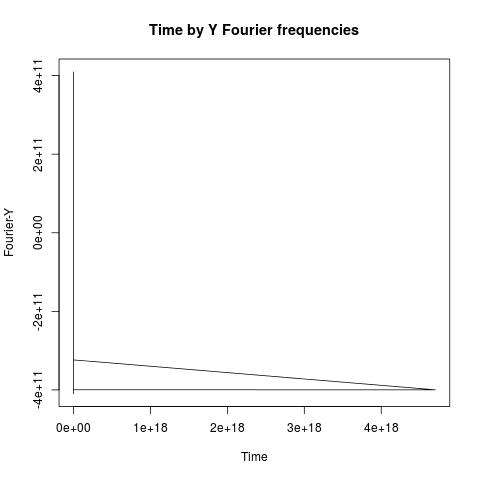 Time by Y Fourier frequencies
4e+11
2e+11
0e+00
-2e+11
-4e+11
Fourier-Y
0e+00 1e+18 2e+18 3e+18 4e+18
Time